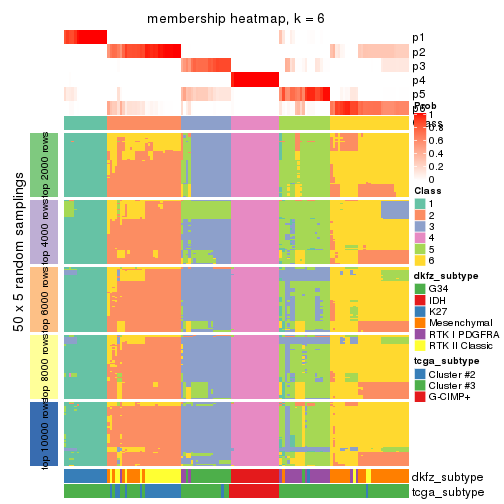 membership heatmap, k = 6
p1
p2
p3
p4
p5
p6
Class
50 x 5 random samplings
top 2000 rows
top 4000 rows
top 6000 rows
top 8000 rows
top 10000 rows
dkfz_subtype
tcga_subtype
Prob
1
0.8
0.6
0.4
0.2
0
Class
1
2
3
4
5
6
dkfz_subtype
G34
IDH
K27
Mesenchymal
RTK I PDGFRA
RTK II Classic
tcga_subtype
Cluster #2
Cluster #3
G-CIMP+